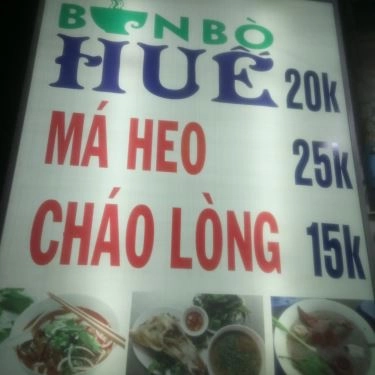 BÚN BÒ
HUẾ 20k
MÁ HEO 25k
CHÁO LÒNG 15k